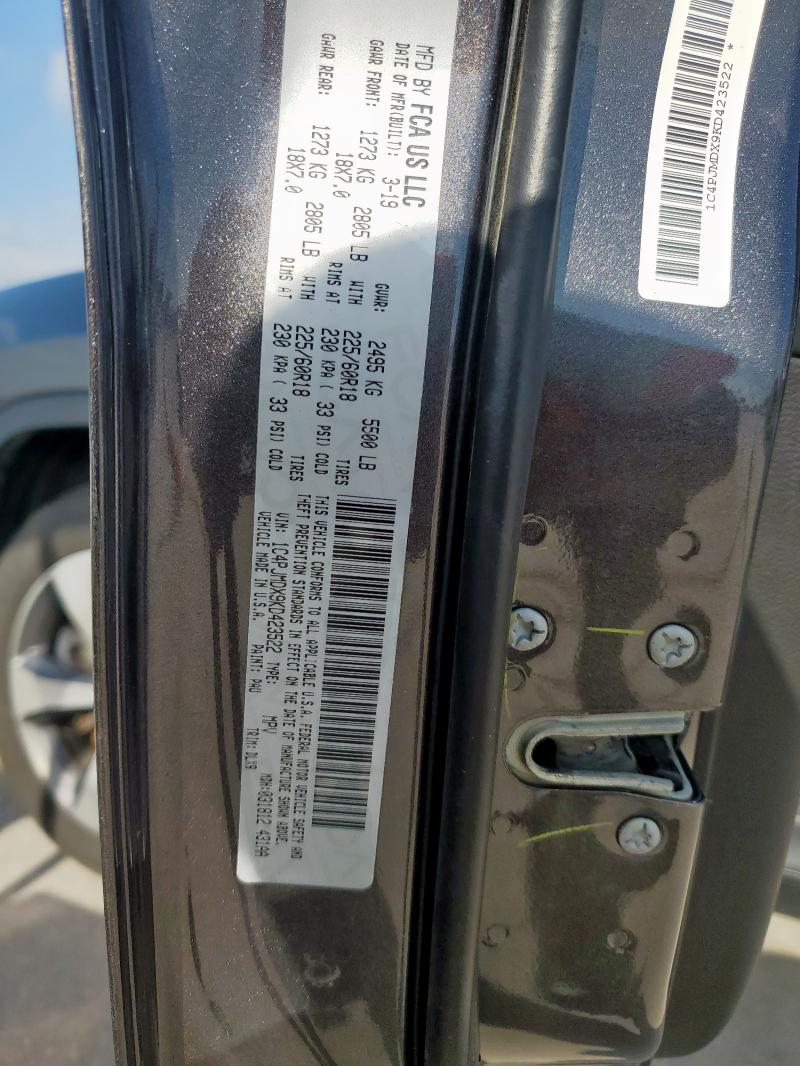 MFD BY FCA US LLC
DATE OF MFR(BUILT): 3-19 GVWR: 2495 KG 5500 LB
GAWR FRONT: 1273 KG 2805 LB WITH 225/60R18 TIRES
18X7.0 RIMS AT 230 KPA ( 33 PSI) COLD
GAWR REAR: 1273 KG 2805 LB WITH 225/60R18 TIRES
18X7.0 RIMS AT 230 KPA ( 33 PSI) COLD
THIS VEHICLE CONFORMS TO ALL APPLICABLE U.S.A. FEDERAL MOTOR VEHICLE SAFETY AND
THEFT PREVENTION STANDARDS IN EFFECT ON THE DATE OF MANUFACTURE SHOWN ABOVE.
VIN: 1C4PJMDX9KD423522 TYPE: MPV MDH:031812 431AA
VEHICLE MADE IN U.S.A. PAINT: PAU TRIM: DLX9
1C4PJMDX9KD423522 *